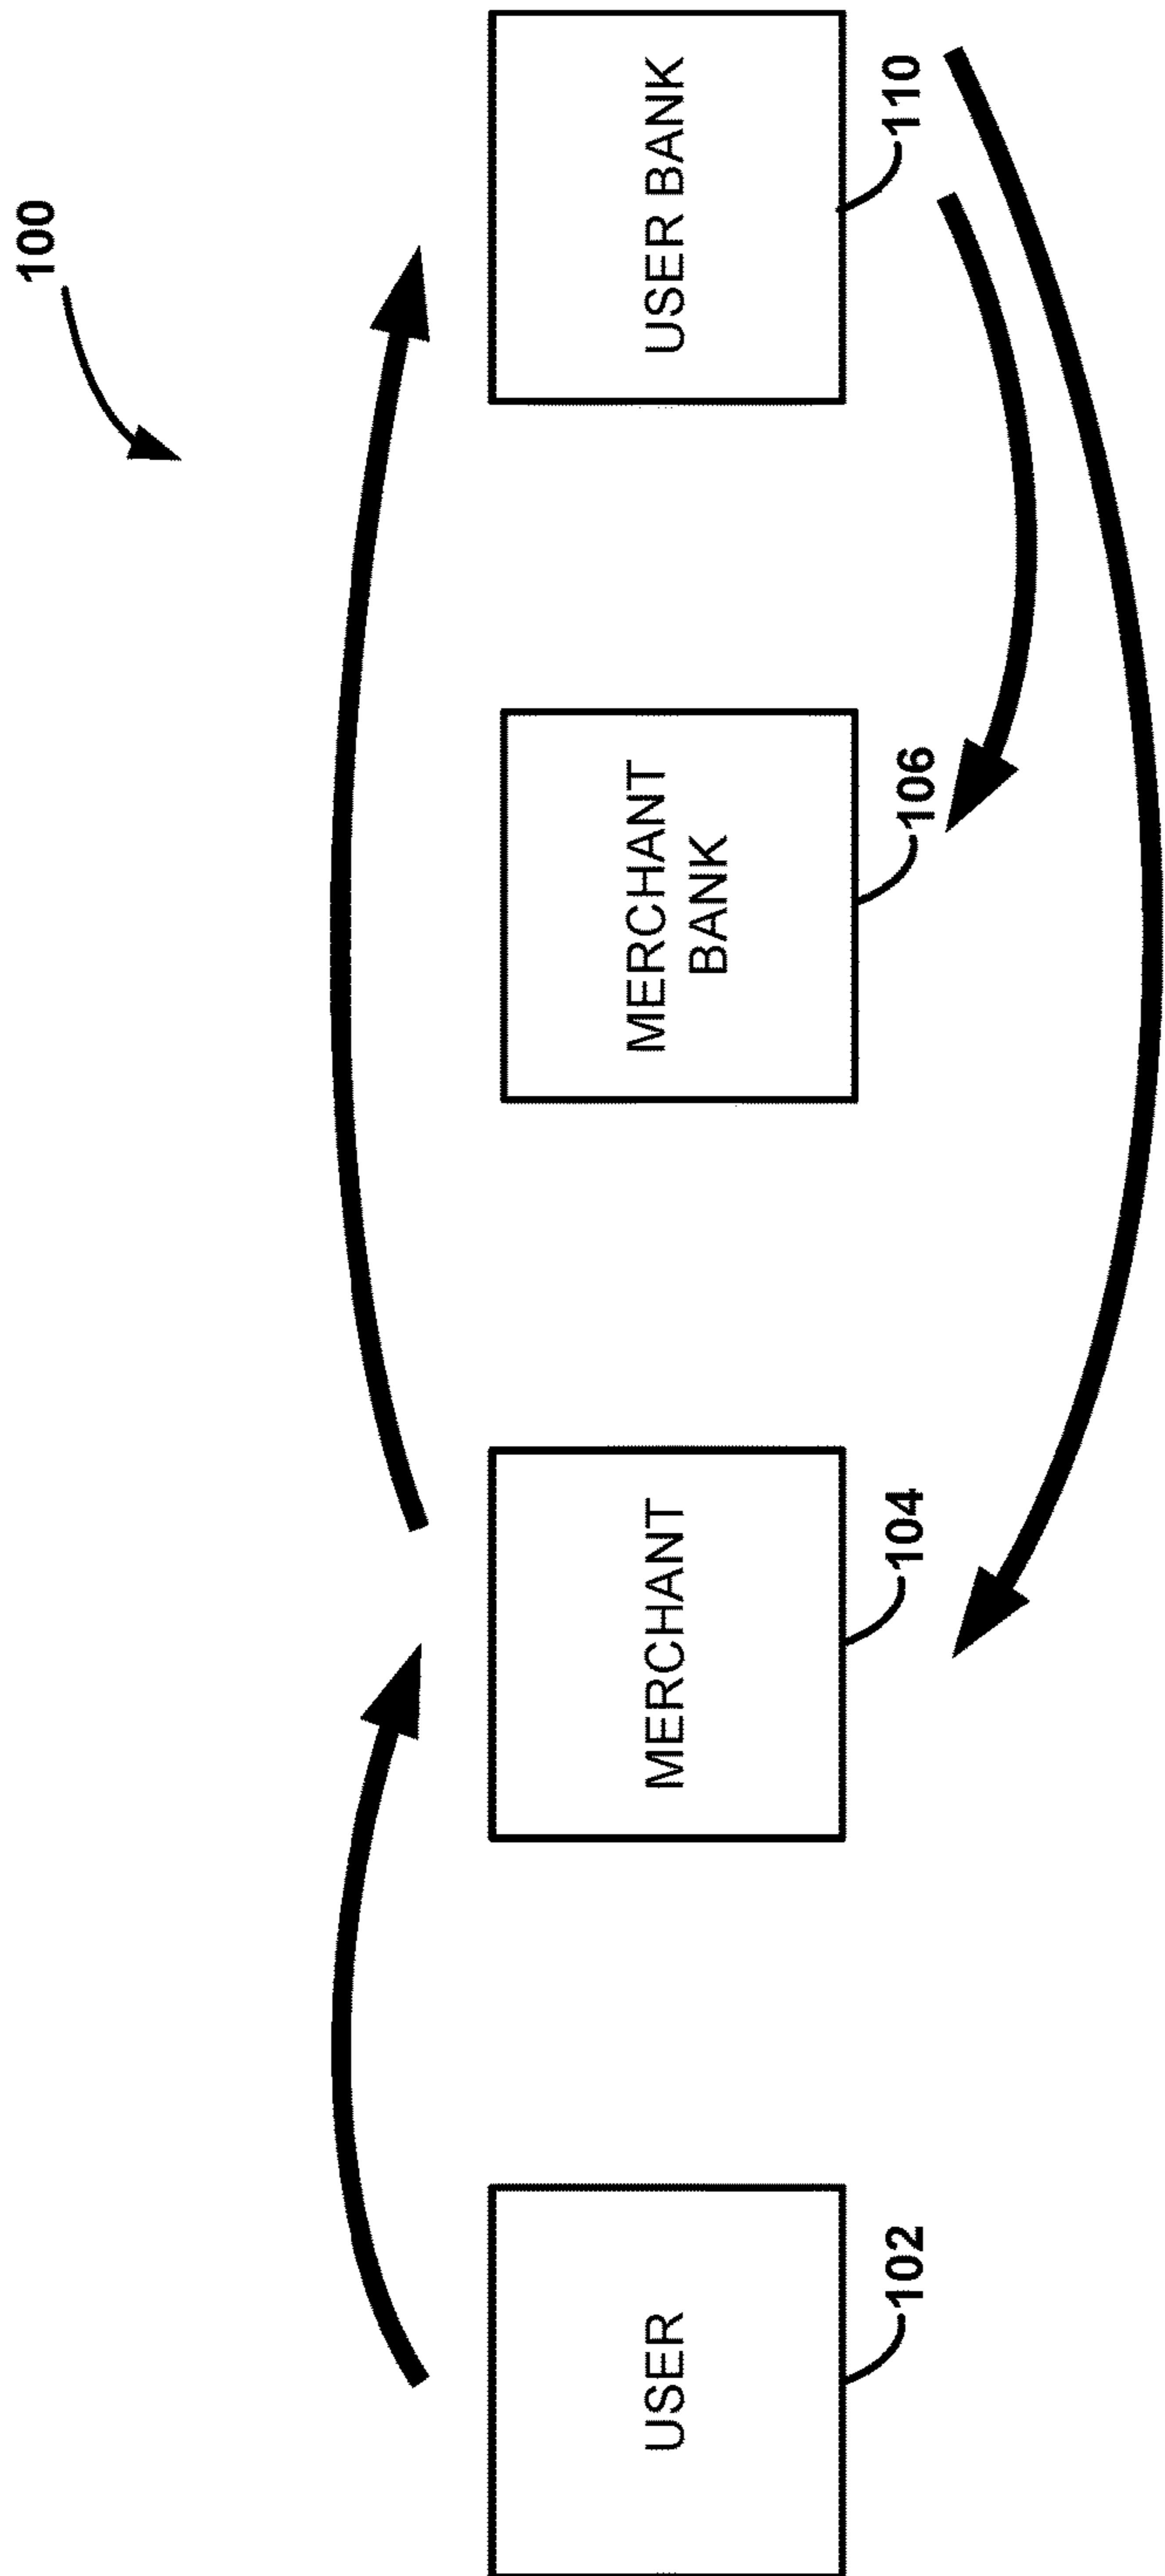 100
USER
102
MERCHANT
104
MERCHANT
BANK
106
USER BANK
110